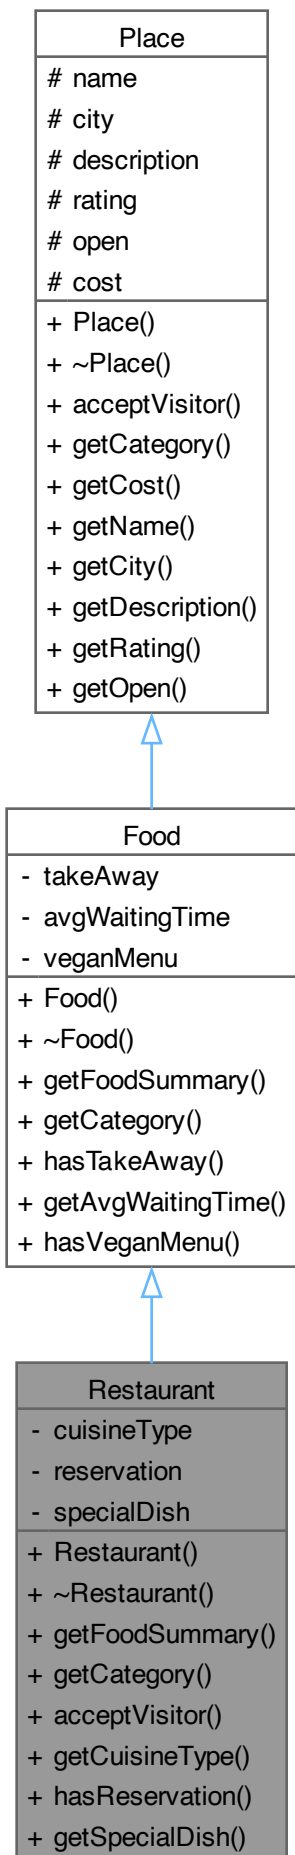 Place
# name
# city
# description
# rating
# open
# cost
+ Place()
+ ~Place()
+ acceptVisitor()
+ getCategory()
+ getCost()
+ getName()
+ getCity()
+ getDescription()
+ getRating()
+ getOpen()
Food
- takeAway
- avgWaitingTime
- veganMenu
+ Food()
+ ~Food()
+ getFoodSummary()
+ getCategory()
+ hasTakeAway()
+ getAvgWaitingTime()
+ hasVeganMenu()
Restaurant
- cuisineType
- reservation
- specialDish
+ Restaurant()
+ ~Restaurant()
+ getFoodSummary()
+ getCategory()
+ acceptVisitor()
+ getCuisineType()
+ hasReservation()
+ getSpecialDish()